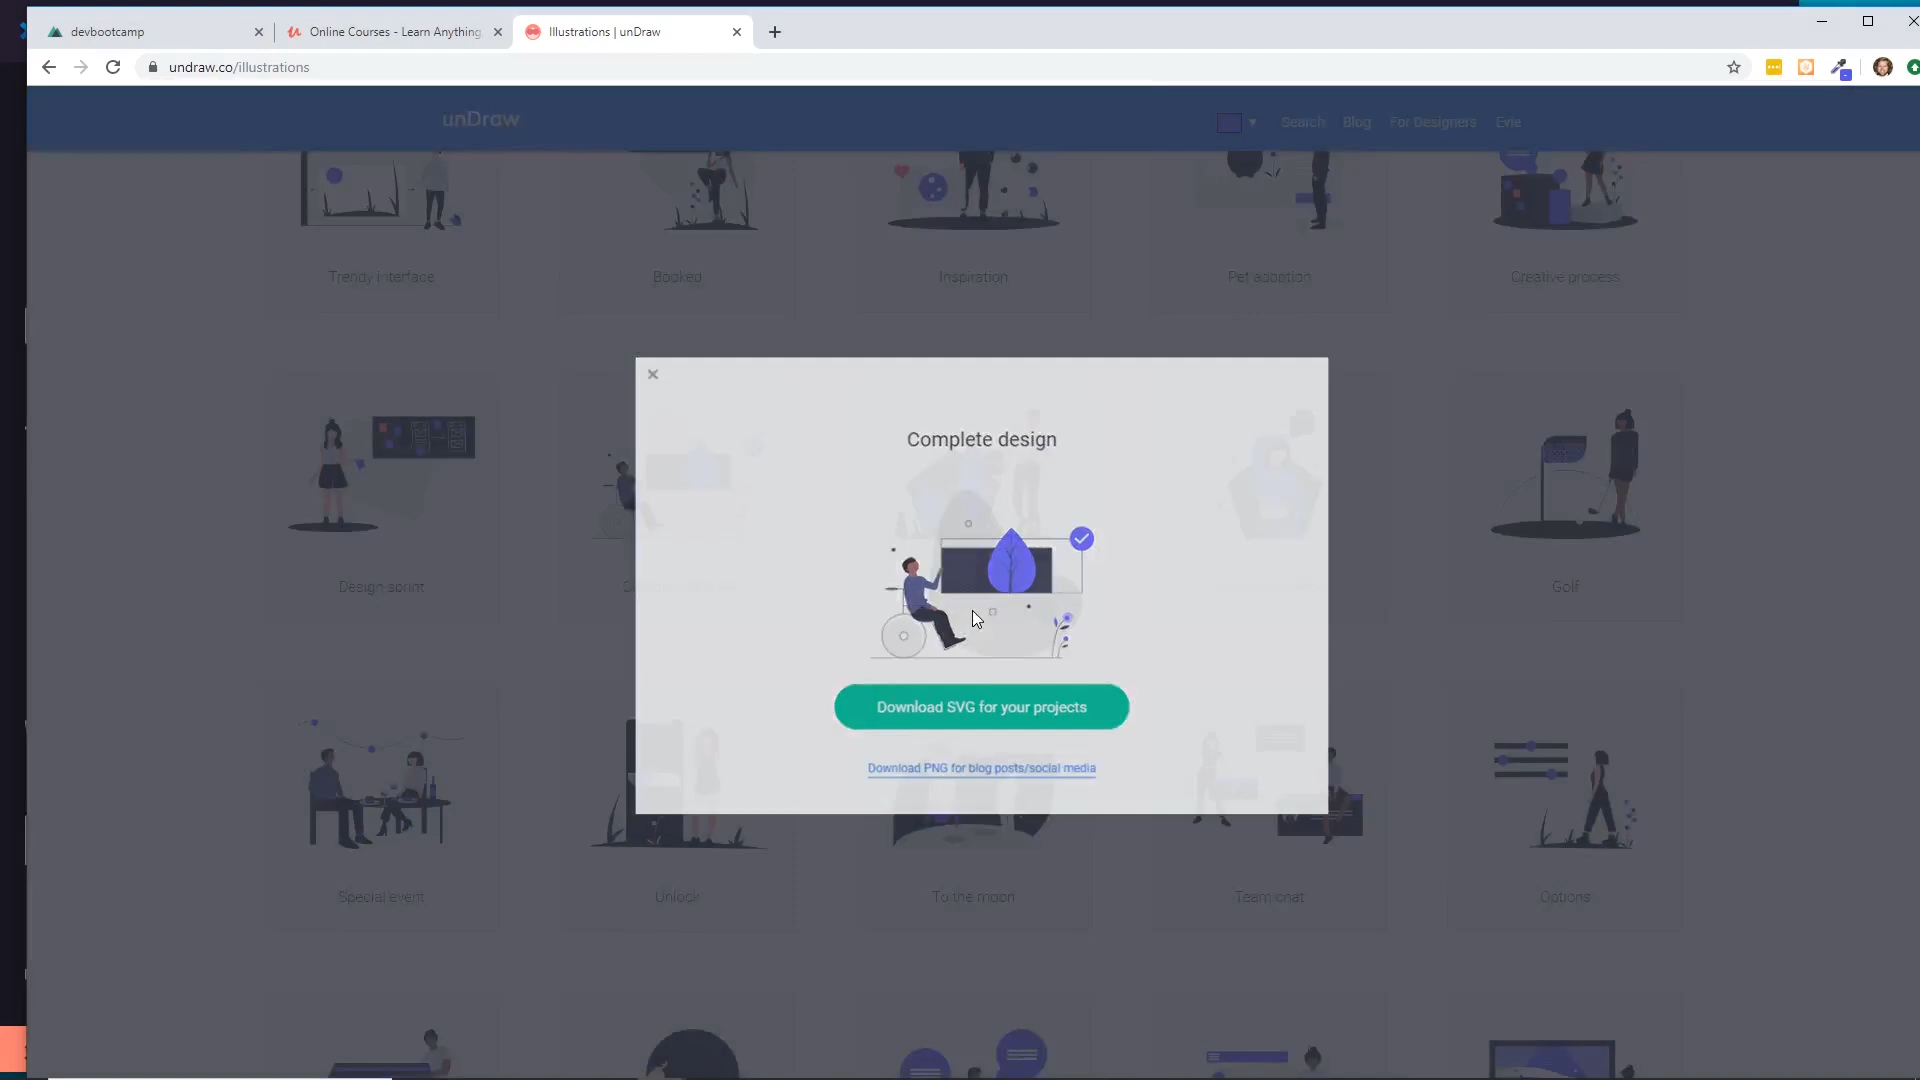 devbootcamp
Online Courses - Learn Anything,
Illustrations | unDraw
undraw.co/illustrations
unDraw
Search
Blog
For Designers
Evie
Trendy interface
Booked
Inspiration
Pet adoption
Creative process
Complete design
Design sprint
Golf
Download SVG for your projects
Download PNG for blog posts/social media
Special event
Unlock
To the moon
Team chat
Options